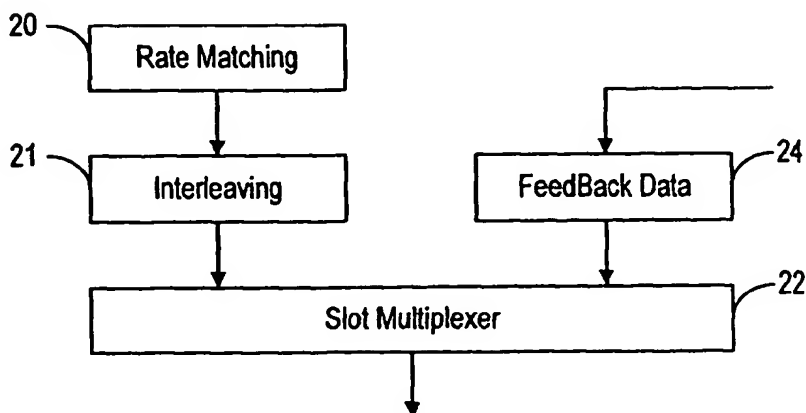 20
Rate Matching
21
Interleaving
24
FeedBack Data
22
Slot Multiplexer